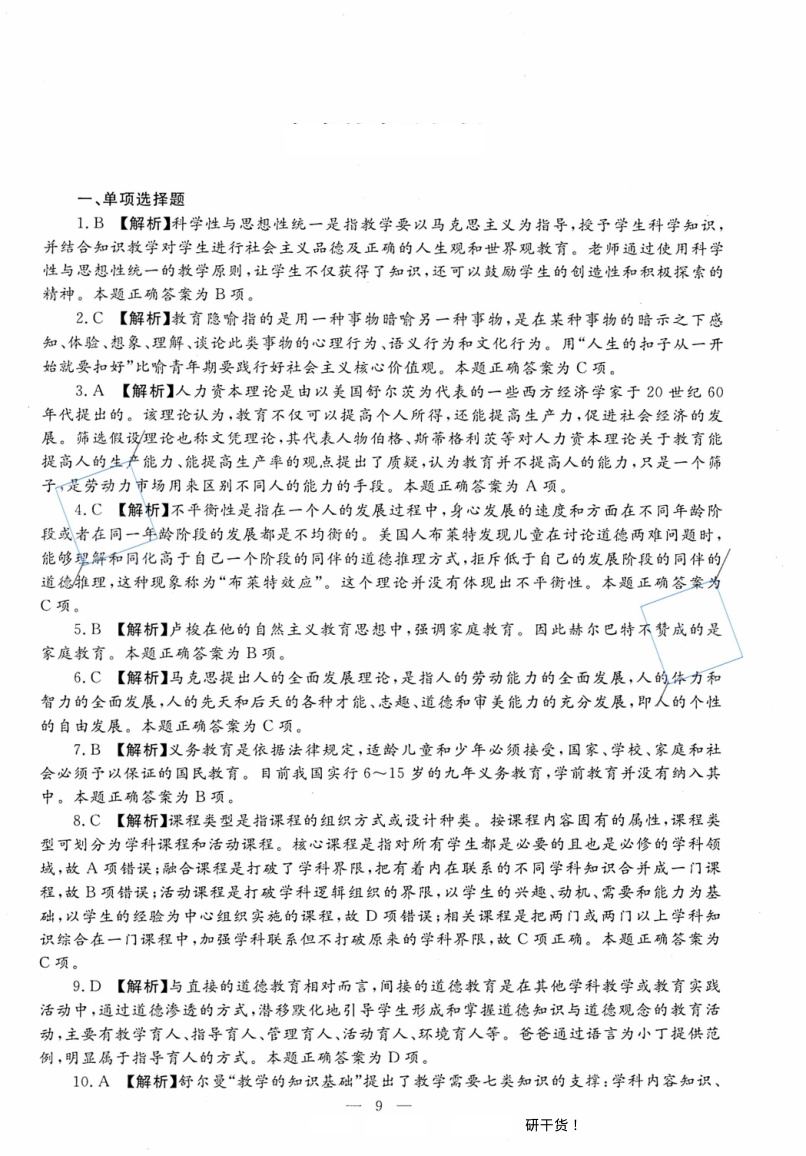 一、单项选择题
1. B 【解析】科学性与思想性统一是指教学要以马克思主义为指导,授予学生科学知识,
并结合知识教学对学生进行社会主义品德及正确的人生观和世界观教育。老师通过使用科学
性与思想性统一的教学原则,让学生不仅获得了知识,还可以鼓励学生的创造性和积极探索的
精神。本题正确答案为 B 项。
2. C 【解析】教育隐喻指的是用一种事物暗喻另一种事物,是在某种事物的暗示之下感
知、体验、想象、理解、谈论此类事物的心理行为、语义行为和文化行为。用“人生的扣子从一开
始就要扣好”比喻青年期要践行好社会主义核心价值观。本题正确答案为 C 项。
3. A 【解析】人力资本理论是由以美国舒尔茨为代表的一些西方经济学家于 20 世纪 60
年代提出的。该理论认为,教育不仅可以提高个人所得,还能提高生产力,促进社会经济的发
展。筛选假设理论也称文凭理论,其代表人物伯格、斯蒂格利茨等对人力资本理论关于教育能
提高人的生产能力、能提高生产率的观点提出了质疑,认为教育并不提高人的能力,只是一个筛
子,是劳动力市场用来区别不同人的能力的手段。本题正确答案为 A 项。
4. C 【解析】不平衡性是指在一个人的发展过程中,身心发展的速度和方面在不同年龄阶
段或者在同一年龄阶段的发展都是不均衡的。美国人布莱特发现儿童在讨论道德两难问题时,
能够理解和同化高于自己一个阶段的同伴的道德推理方式,拒斥低于自己的发展阶段的同伴的
道德推理,这种现象称为“布莱特效应”。这个理论并没有体现出不平衡性。本题正确答案为
C 项。
5. B 【解析】卢梭在他的自然主义教育思想中,强调家庭教育。因此赫尔巴特不赞成的是
家庭教育。本题正确答案为 B 项。
6. C 【解析】马克思提出人的全面发展理论,是指人的劳动能力的全面发展,人的体力和
智力的全面发展,人的先天和后天的各种才能、志趣、道德和审美能力的充分发展,即人的个性
的自由发展。本题正确答案为 C 项。
7. B 【解析】义务教育是依据法律规定,适龄儿童和少年必须接受,国家、学校、家庭和社
会必须予以保证的国民教育。目前我国实行 6～15 岁的九年义务教育,学前教育并没有纳入其
中。本题正确答案为 B 项。
8. C 【解析】课程类型是指课程的组织方式或设计种类。按课程内容固有的属性,课程类
型可划分为学科课程和活动课程。核心课程是指对所有学生都是必要的且也是必修的学科领
域,故 A 项错误;融合课程是打破了学科界限,把有着内在联系的不同学科知识合并成一门课
程,故 B 项错误;活动课程是打破学科逻辑组织的界限,以学生的兴趣、动机、需要和能力为基
础,以学生的经验为中心组织实施的课程,故 D 项错误;相关课程是把两门或两门以上学科知
识综合在一门课程中,加强学科联系但不打破原来的学科界限,故 C 项正确。本题正确答案为
C 项。
9. D 【解析】与直接的道德教育相对而言,间接的道德教育是在其他学科教学或教育实践
活动中,通过道德渗透的方式,潜移默化地引导学生形成和掌握道德知识与道德观念的教育活
动,主要有教学育人、指导育人、管理育人、活动育人、环境育人等。爸爸通过语言为小丁提供范
例,明显属于指导育人的方式。本题正确答案为 D 项。
10. A 【解析】舒尔曼“教学的知识基础”提出了教学需要七类知识的支撑:学科内容知识、
— 9 —
研干货！